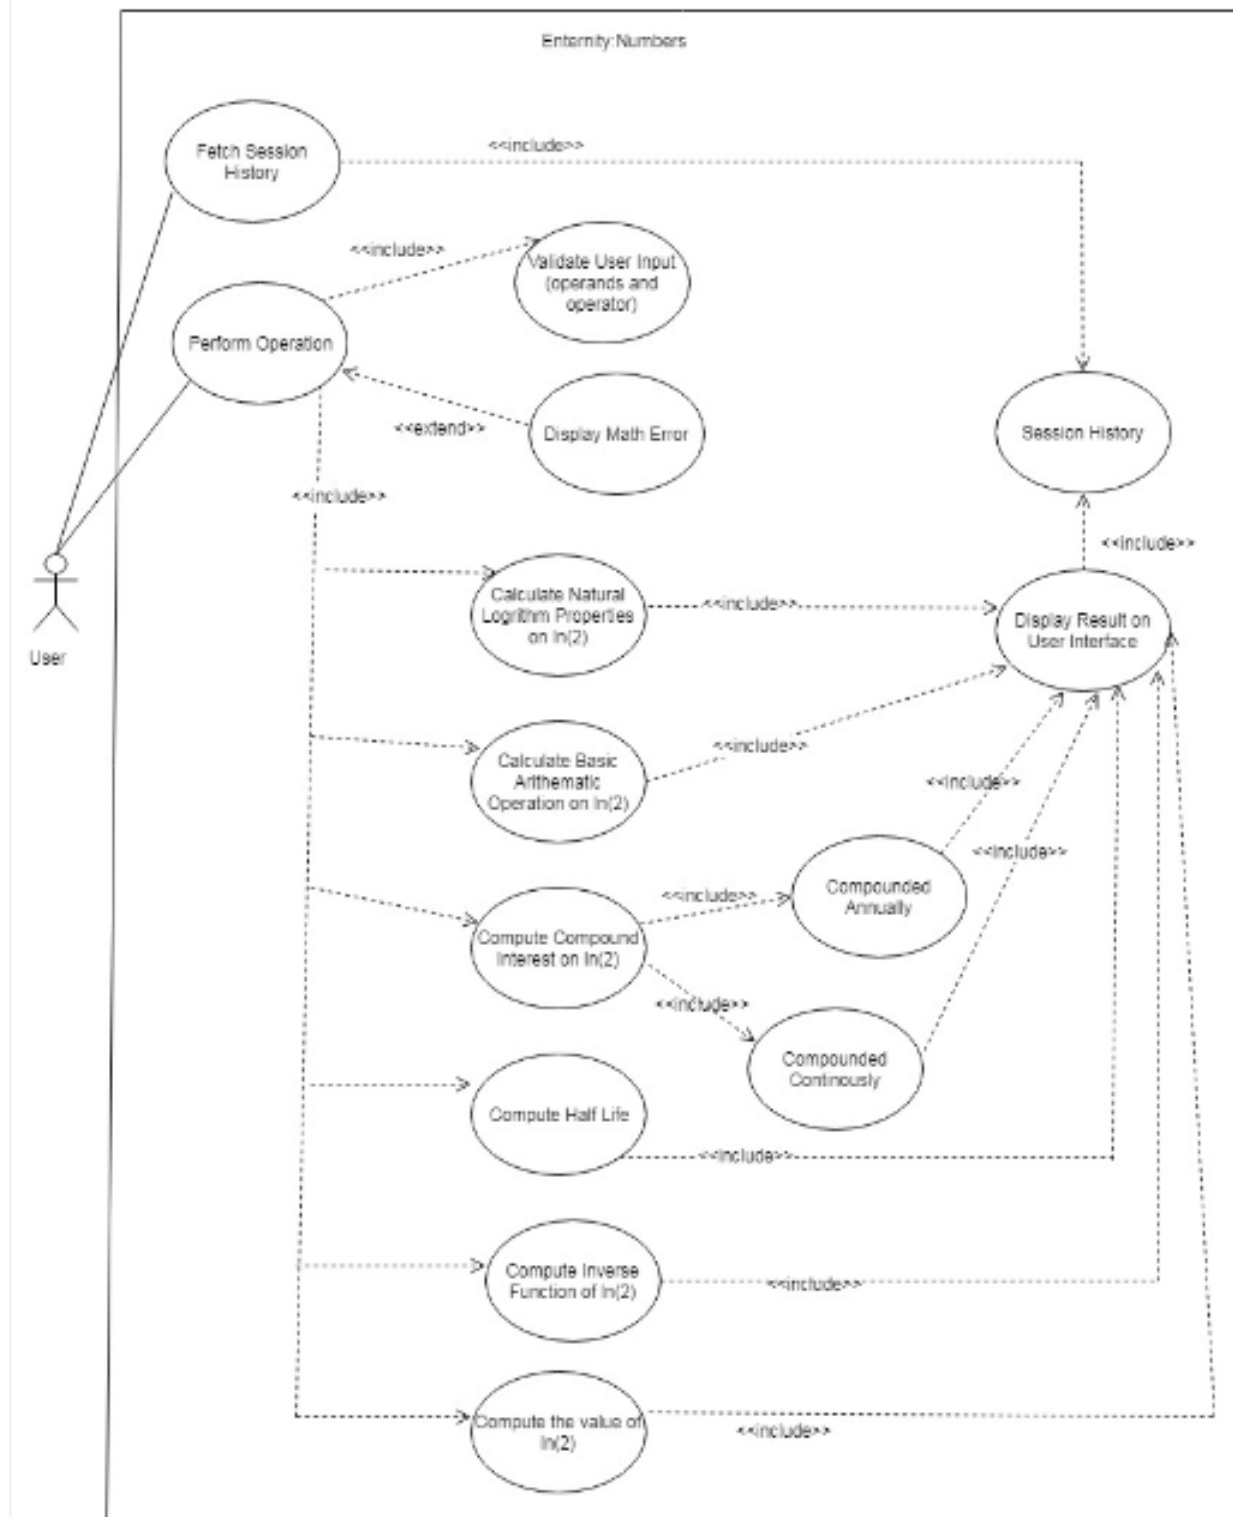 Enternity:Numbers
<<include>>
Fetch Session
History
<<include>>
Validate User Input
(operands and
operator)
Perform Operation
<<extend>>
Display Math Error
Session History
<<include>>
<<include>>
Calculate Natural
Logrithm Properties
on ln(2)
<<include>>
Display Result on
User Interface
User
<<include>>
Calculate Basic
Arithematic
Operation on ln(2)
<<include>>
<<include>>
Compounded
Annually
<<include>>
Compute Compound
Interest on ln(2)
<<include>>
Compounded
Continously
Compute Half Life
<<include>>
Compute Inverse
Function of ln(2)
<<include>>
Compute the value of
ln(2)
<<include>>